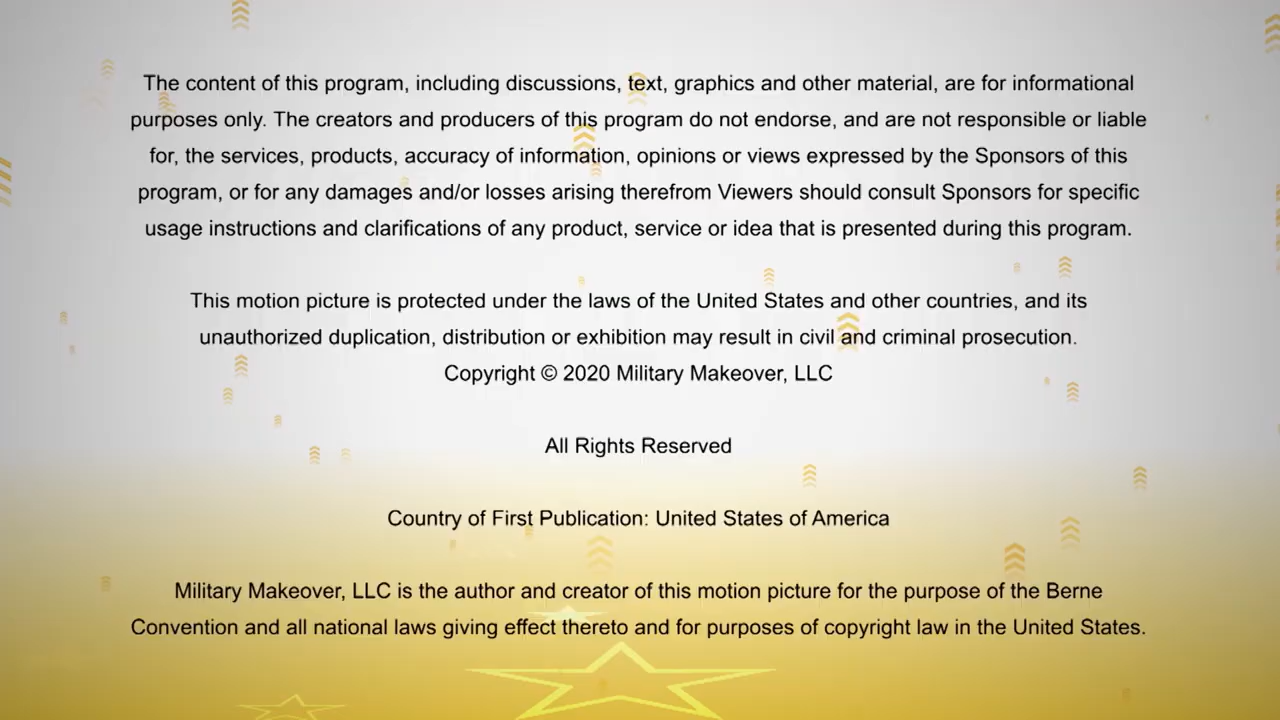 The content of this program, including discussions, text, graphics and other material, are for informational
purposes only. The creators and producers of this program do not endorse, and are not responsible or liable
for, the services, products, accuracy of information, opinions or views expressed by the Sponsors of this
program, or for any damages and/or losses arising therefrom Viewers should consult Sponsors for specific
usage instructions and clarifications of any product, service or idea that is presented during this program.
This motion picture is protected under the laws of the United States and other countries, and its
unauthorized duplication, distribution or exhibition may result in civil and criminal prosecution.
Copyright © 2020 Military Makeover, LLC
All Rights Reserved
Country of First Publication: United States of America
Military Makeover, LLC is the author and creator of this motion picture for the purpose of the Berne
Convention and all national laws giving effect thereto and for purposes of copyright law in the United States.